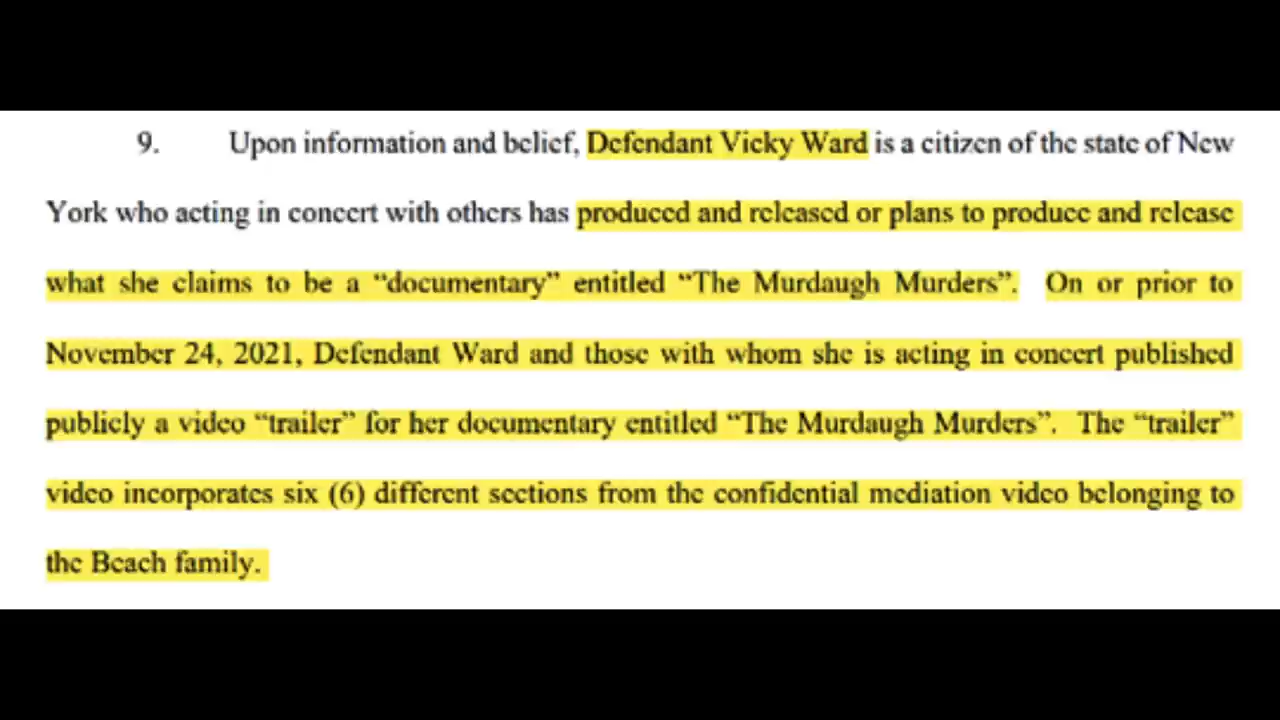 9. Upon information and belief, Defendant Vicky Ward is a citizen of the state of New
York who acting in concert with others has produced and released or plans to produce and release
what she claims to be a “documentary” entitled “The Murdaugh Murders”. On or prior to
November 24, 2021, Defendant Ward and those with whom she is acting in concert published
publicly a video “trailer” for her documentary entitled “The Murdaugh Murders”. The “trailer”
video incorporates six (6) different sections from the confidential mediation video belonging to
the Beach family.